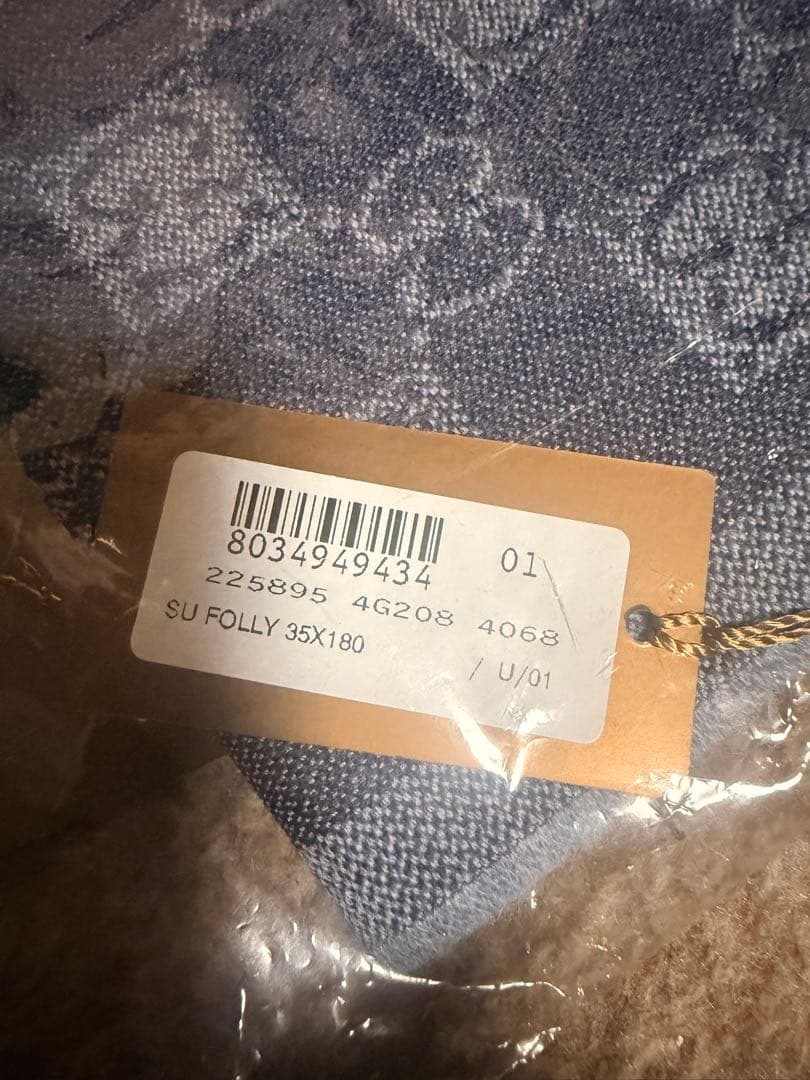 8034949434
01
225895 4G208 4068
SU FOLLY 35X180
/ U/01